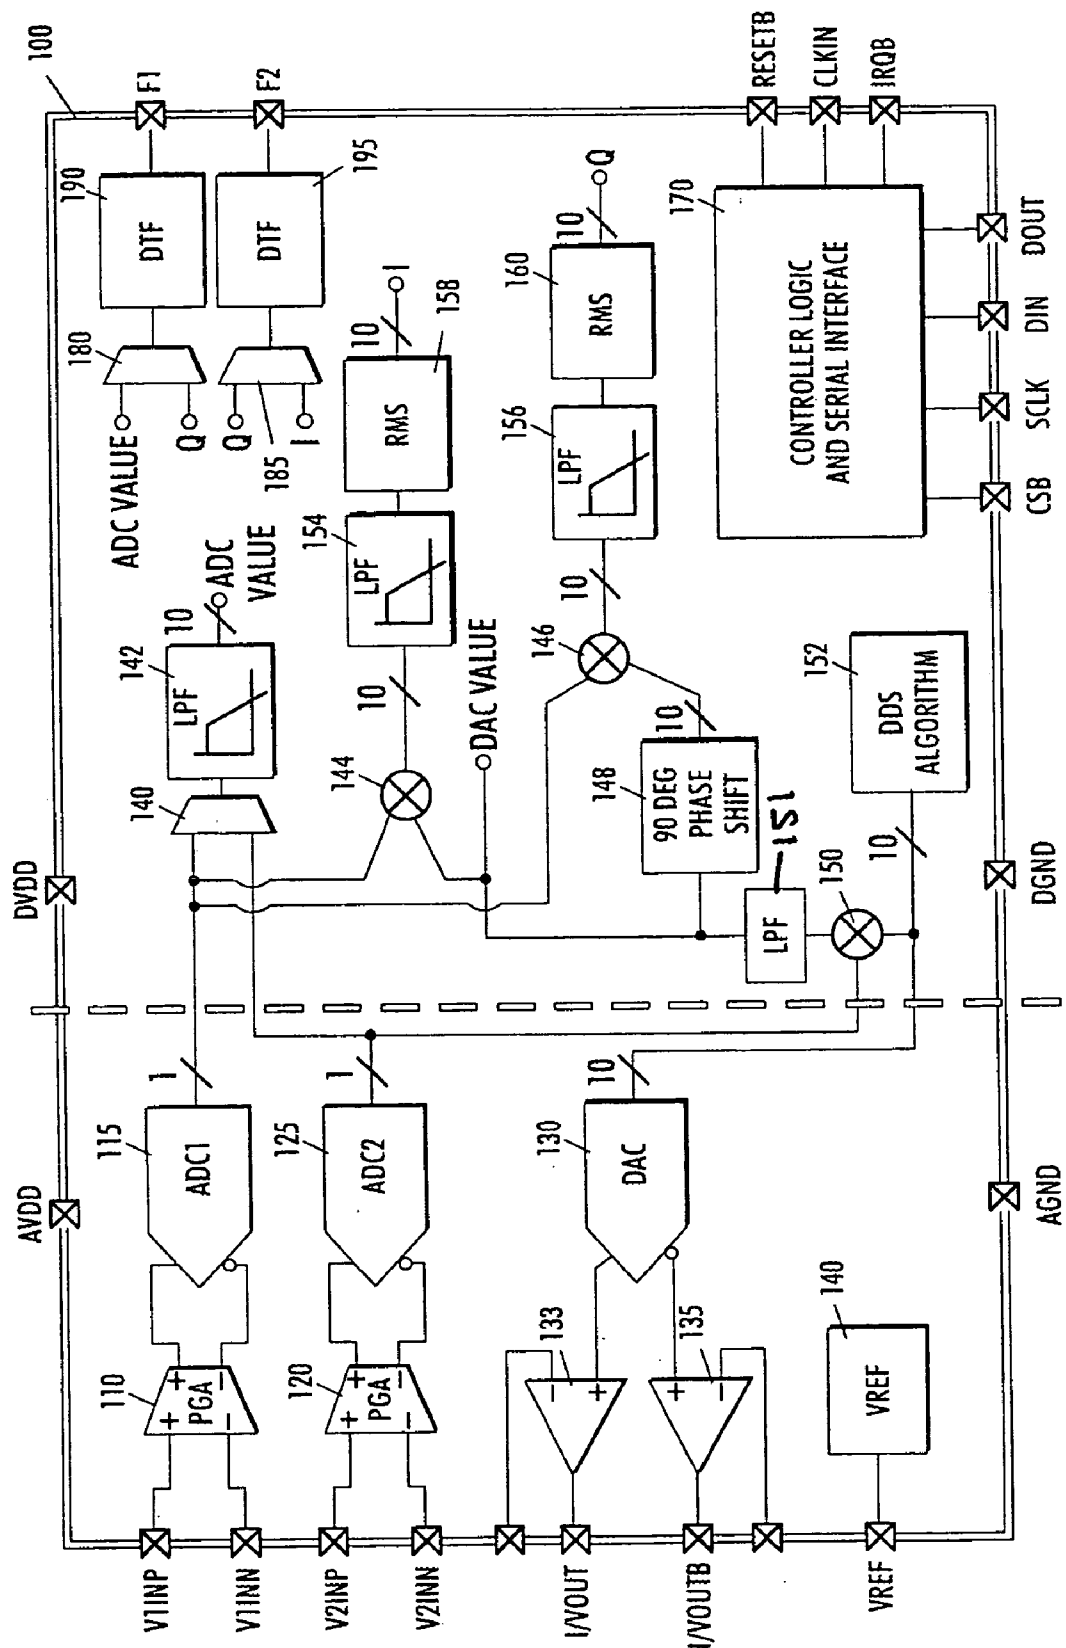 100
AVDD
DVDD
V1INP
V1INN
110
PGA
+
-
+
-
115
ADC1
1
V2INP
V2INN
120
PGA
+
-
+
-
125
ADC2
1
140
142
LPF
10
ADC
VALUE
ADC VALUE
Q
180
190
DTF
F1
Q
I
185
195
DTF
F2
144
10
154
LPF
158
RMS
10
I
DAC VALUE
146
10
156
LPF
160
RMS
10
Q
148
90 DEG
PHASE
SHIFT
10
LPF
151
150
10
152
DDS
ALGORITHM
I/VOUT
I/VOUTB
133
-
+
135
+
-
130
DAC
10
VREF
140
VREF
170
CONTROLLER LOGIC
AND SERIAL INTERFACE
RESETB
CLKIN
IRQB
AGND
DGND
CSB
SCLK
DIN
DOUT